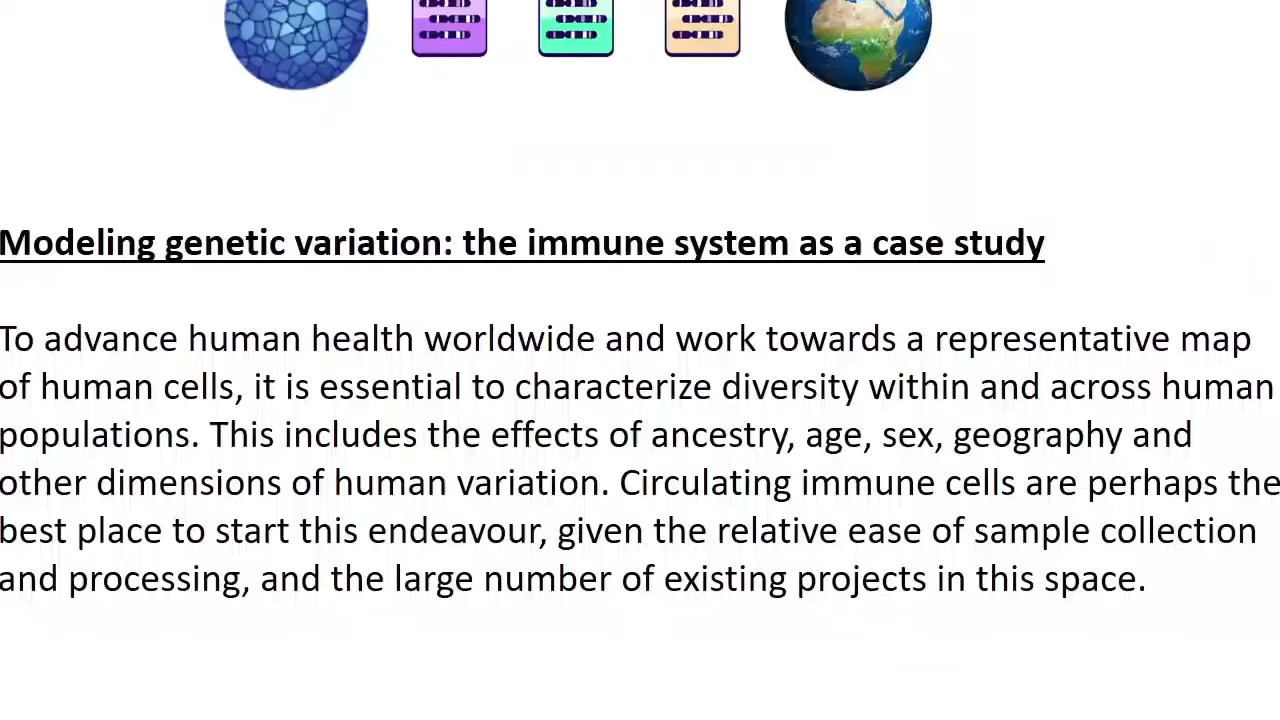 Modeling genetic variation: the immune system as a case study
To advance human health worldwide and work towards a representative map
of human cells, it is essential to characterize diversity within and across human
populations. This includes the effects of ancestry, age, sex, geography and
other dimensions of human variation. Circulating immune cells are perhaps the
best place to start this endeavour, given the relative ease of sample collection
and processing, and the large number of existing projects in this space.